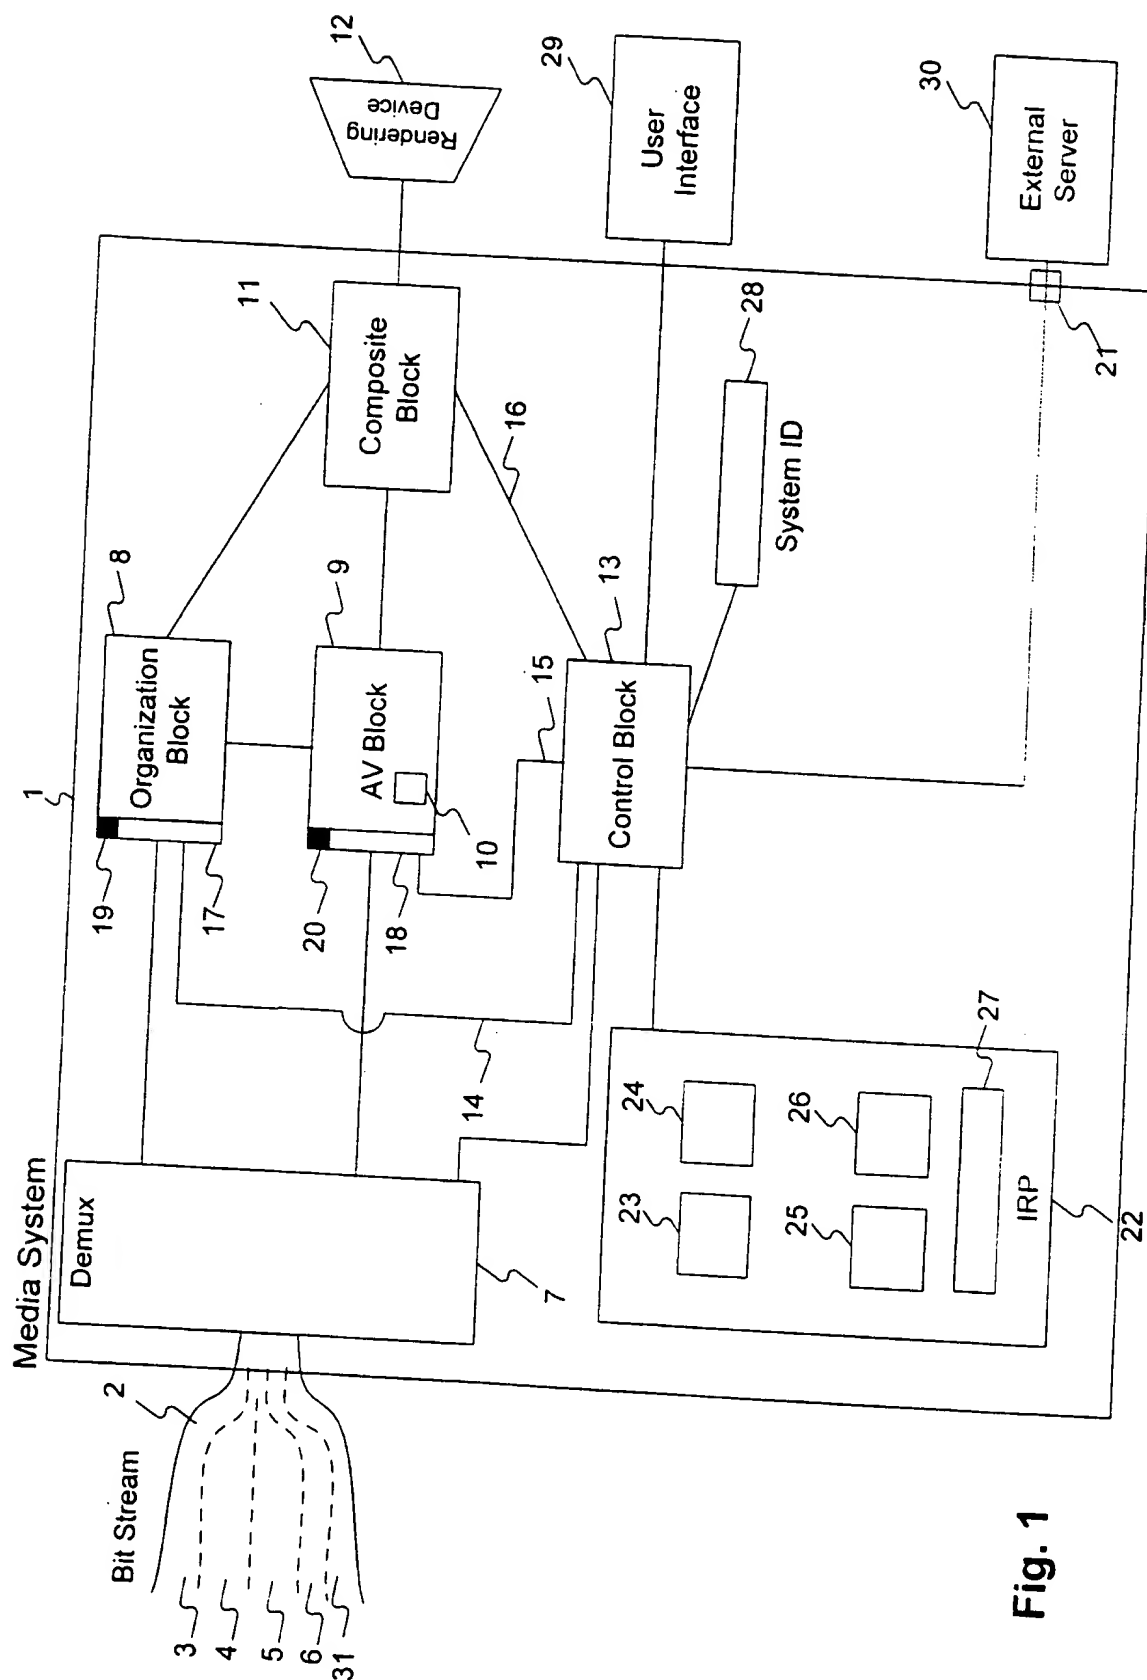 Media System
1
Bit Stream
2
3
4
5
6
31
Demux
7
19
17
Organization
Block
8
20
18
AV Block
9
10
14
15
Composite
Block
11
16
Rendering
Device
12
Control Block
13
User
Interface
29
System ID
28
External
Server
30
21
23
24
25
26
27
IRP
22
Fig. 1